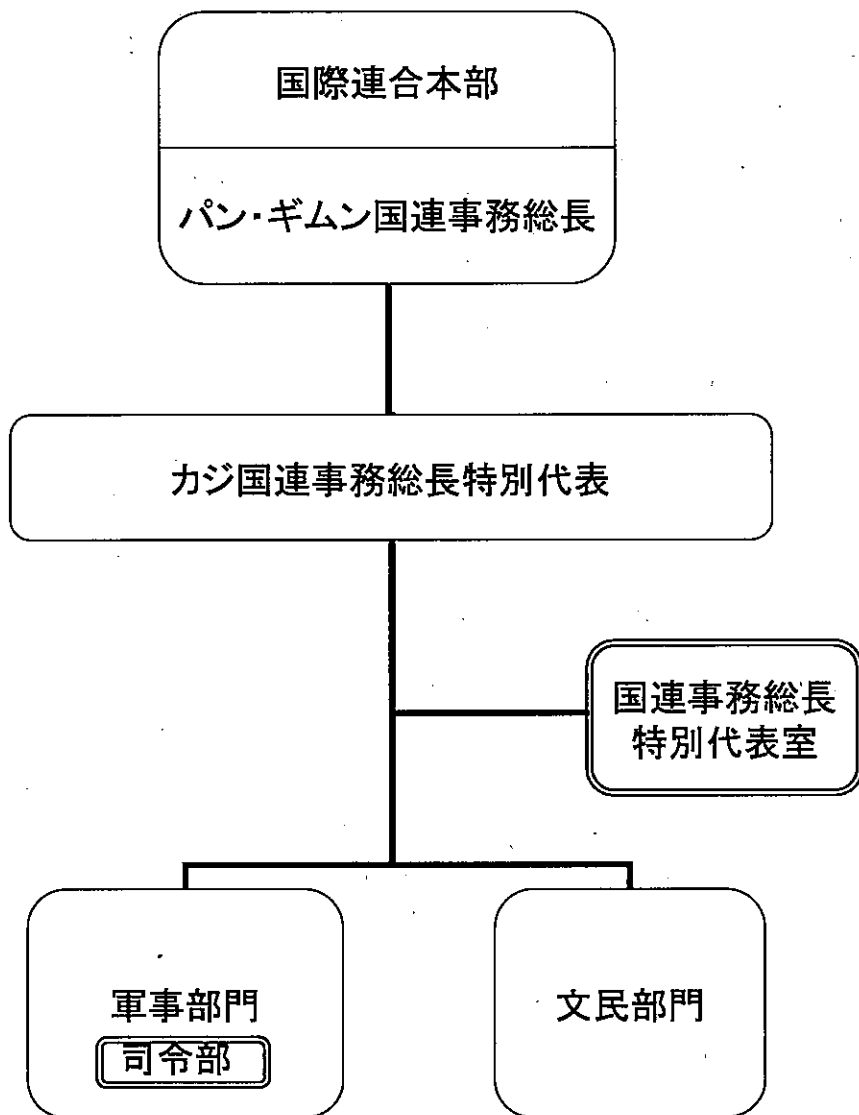 国際連合本部
パン・ギムン国連事務総長
カジ国連事務総長特別代表
国連事務総長
特別代表室
軍事部門
司令部
文民部門